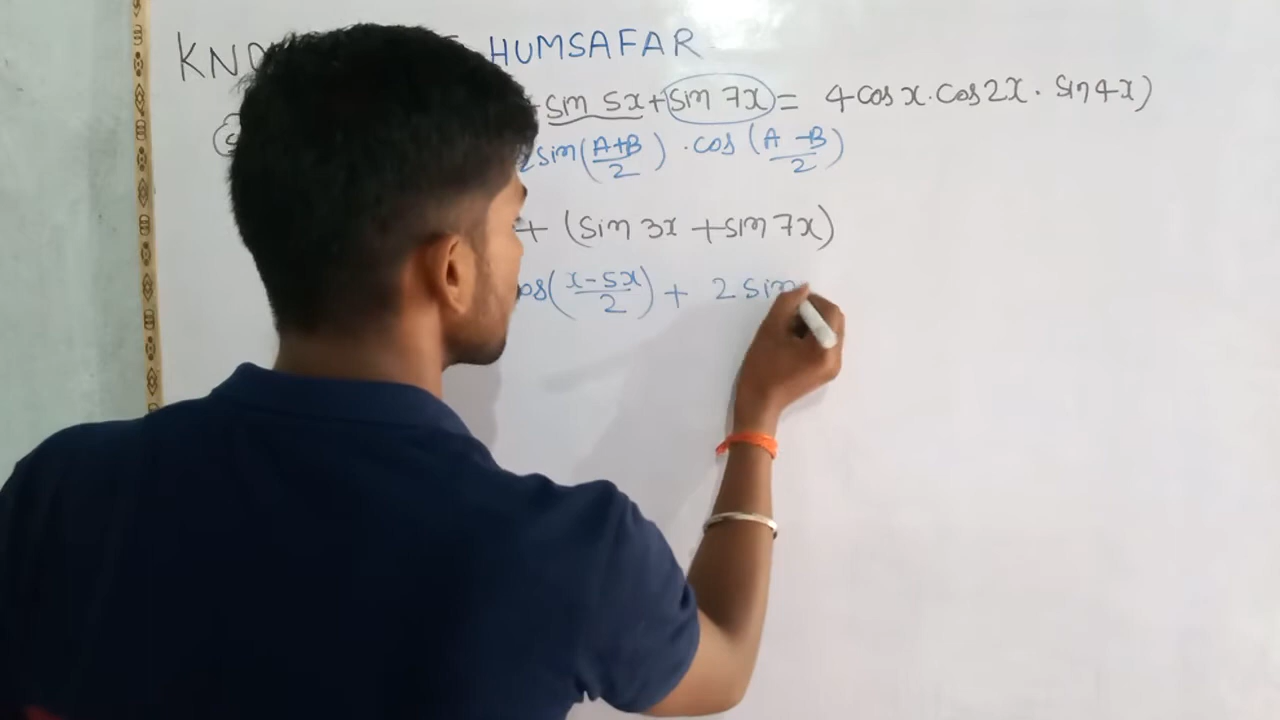 KNO HUMSAFAR
sin 5x + sin 7x = 4 cos x . cos 2x . sin 4x)
2 sin (A+B/2) . cos (A-B/2)
+ (sin 3x + sin 7x)
os(x-5x/2) + 2 sin